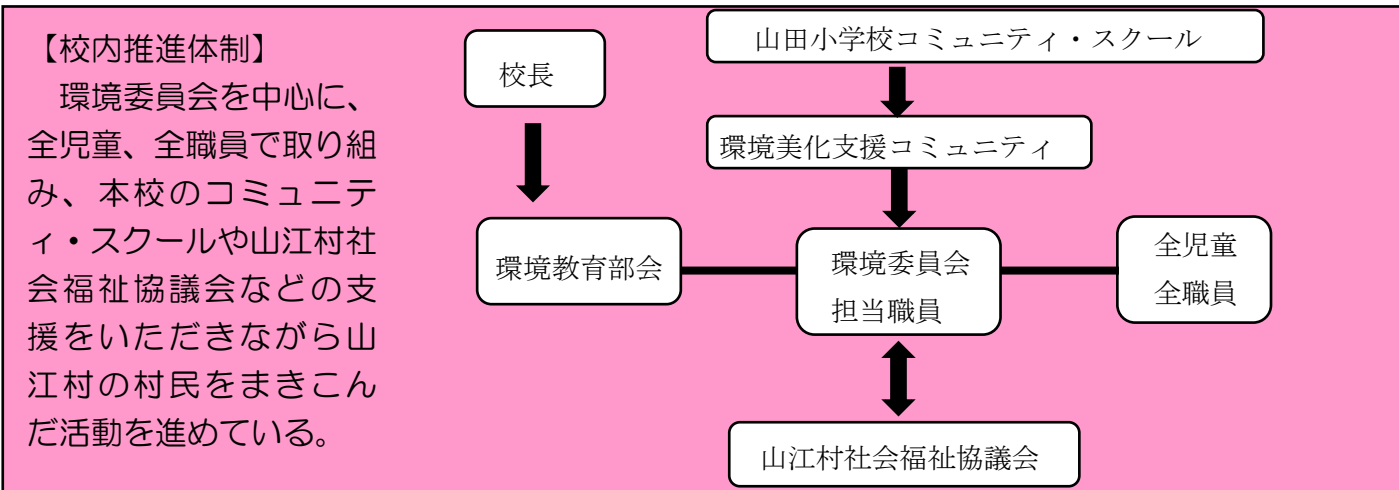 【校内推進体制】
　環境委員会を中心に、
全児童、全職員で取り組
み、本校のコミュニテ
ィ・スクールや山江村社
会福祉協議会などの支
援をいただきながら山
江村の村民をまきこん
だ活動を進めている。
校長
山田小学校コミュニティ・スクール
環境美化支援コミュニティ
環境教育部会
環境委員会
担当職員
全児童
全職員
山江村社会福祉協議会